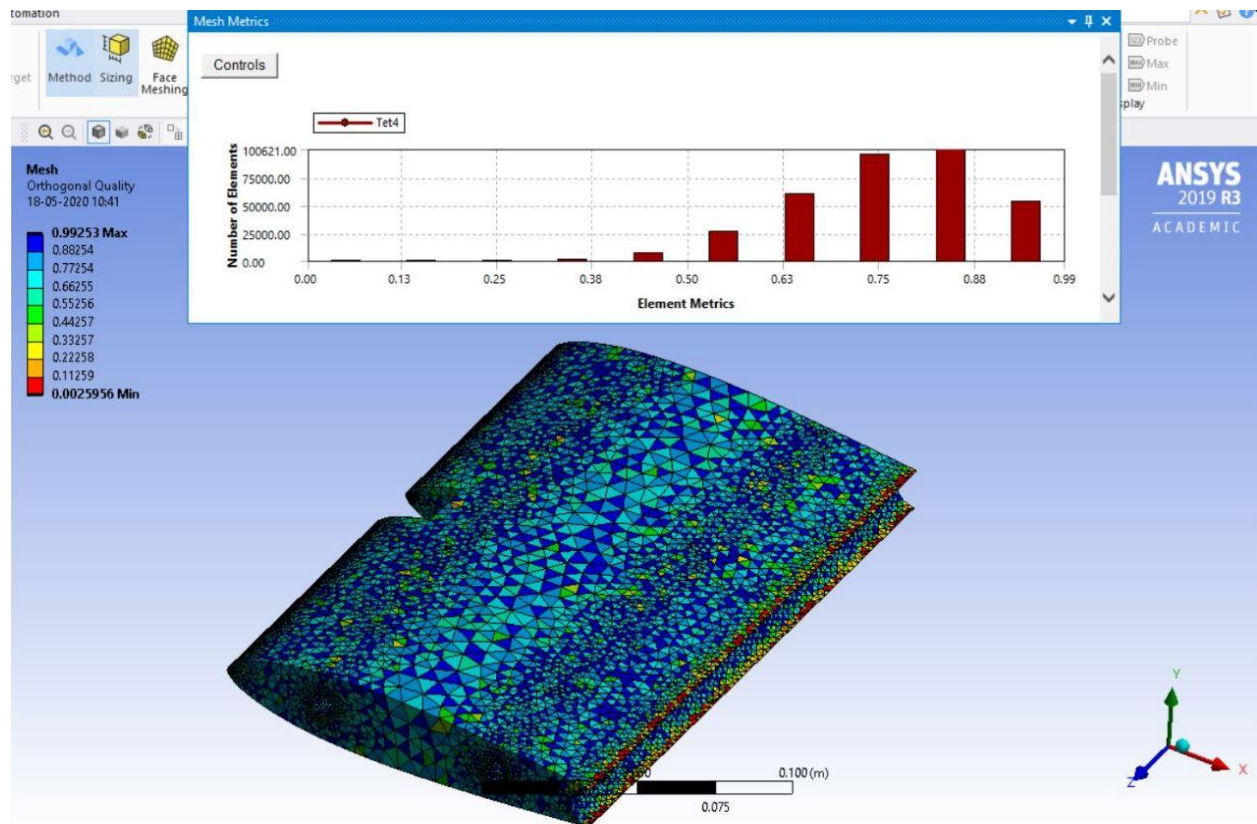 Mesh Metrics
Controls
Method
Sizing
Face
Meshing
Probe
Max
Min
Tet4
Number of Elements
100621.00
75000.00
50000.00
25000.00
0.00
0.00
0.13
0.25
0.38
0.50
0.63
0.75
0.88
0.99
Element Metrics
Mesh
Orthogonal Quality
18-05-2020 10:41
0.99253 Max
0.88254
0.77254
0.66255
0.55256
0.44257
0.33257
0.22258
0.11259
0.0025956 Min
ANSYS
2019 R3
ACADEMIC
0.100 (m)
0.075
Y
X
Z